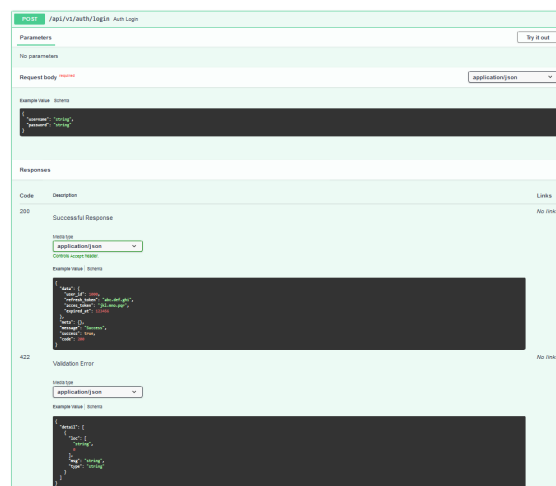 POST /api/v1/auth/login Auth Login
Parameters
Try it out
No parameters
Request body required
application/json
Example Value | Schema
{
"username": "string",
"password": "string"
}
Responses
Code Description Links
200 Successful Response No link
Media type
application/json
Controls Accept header.
Example Value | Schema
{
"data": {
"user_id":
"refresh_token": "abc.def.ghi",
"acces_token": "jkl.mno.pqr",
"expired_at": 123456
},
"meta": {},
"message": "Success",
"success": true,
"code": 200
}
422 Validation Error No link
Media type
application/json
Example Value | Schema
{
"detail": [
{
"loc": [
"string",
0
],
"msg": "string",
"type": "string"
}
]
}